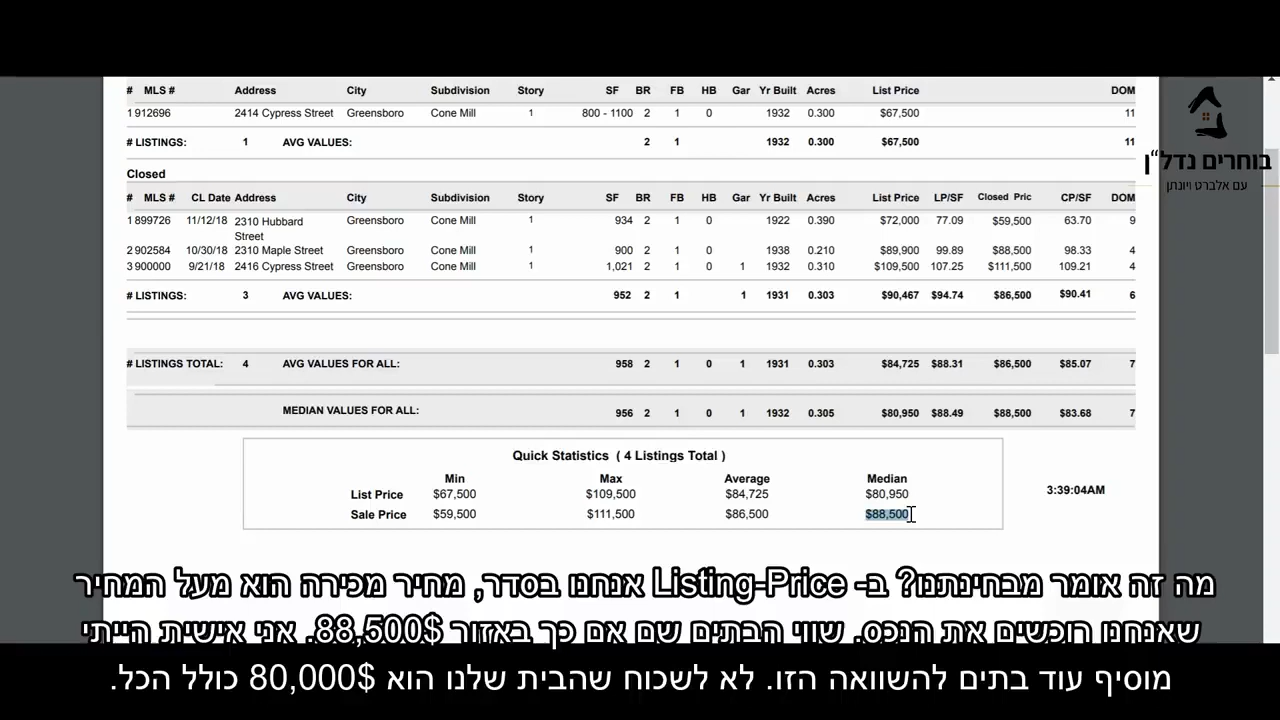 # MLS # Address City Subdivision Story SF BR FB HB Gar Yr Built Acres List Price DOM
1 912696 2414 Cypress Street Greensboro Cone Mill 1 800 - 1100 2 1 0 1932 0.300 $67,500 11
# LISTINGS: 1 AVG VALUES: 2 1 1932 0.300 $67,500 11
בוחרים נדל"ן
עם אלברט ויונתן
Closed
# MLS # CL Date Address City Subdivision Story SF BR FB HB Gar Yr Built Acres List Price LP/SF Closed Pric CP/SF DOM
1 899726 11/12/18 2310 Hubbard Greensboro Cone Mill 1 934 2 1 0 1922 0.390 $72,000 77.09 $59,500 63.70 9
Street
2 902584 10/30/18 2310 Maple Street Greensboro Cone Mill 1 900 2 1 0 1938 0.210 $89,900 99.89 $88,500 98.33 4
3 900000 9/21/18 2416 Cypress Street Greensboro Cone Mill 1 1,021 2 1 0 1 1932 0.310 $109,500 107.25 $111,500 109.21 4
# LISTINGS: 3 AVG VALUES: 952 2 1 1 1931 0.303 $90,467 $94.74 $86,500 $90.41 6
# LISTINGS TOTAL: 4 AVG VALUES FOR ALL: 958 2 1 0 1 1931 0.303 $84,725 $88.31 $86,500 $85.07 7
MEDIAN VALUES FOR ALL: 956 2 1 0 1 1932 0.305 $80,950 $88.49 $88,500 $83.68 7
Quick Statistics ( 4 Listings Total )
Min Max Average Median
List Price $67,500 $109,500 $84,725 $80,950
Sale Price $59,500 $111,500 $86,500 $88,500
3:39:04AM
מה זה אומר מבחינתנו? ב- Listing-Price אנחנו בסדר, מחיר מכירה הוא מעל המחיר
שאנחנו רוכשים את הנכס. שווי הבתים שם אם כך באזור 88,500$. אני אישית הייתי
מוסיף עוד בתים להשוואה הזו. לא לשכוח שהבית שלנו הוא 80,000$ כולל הכל.